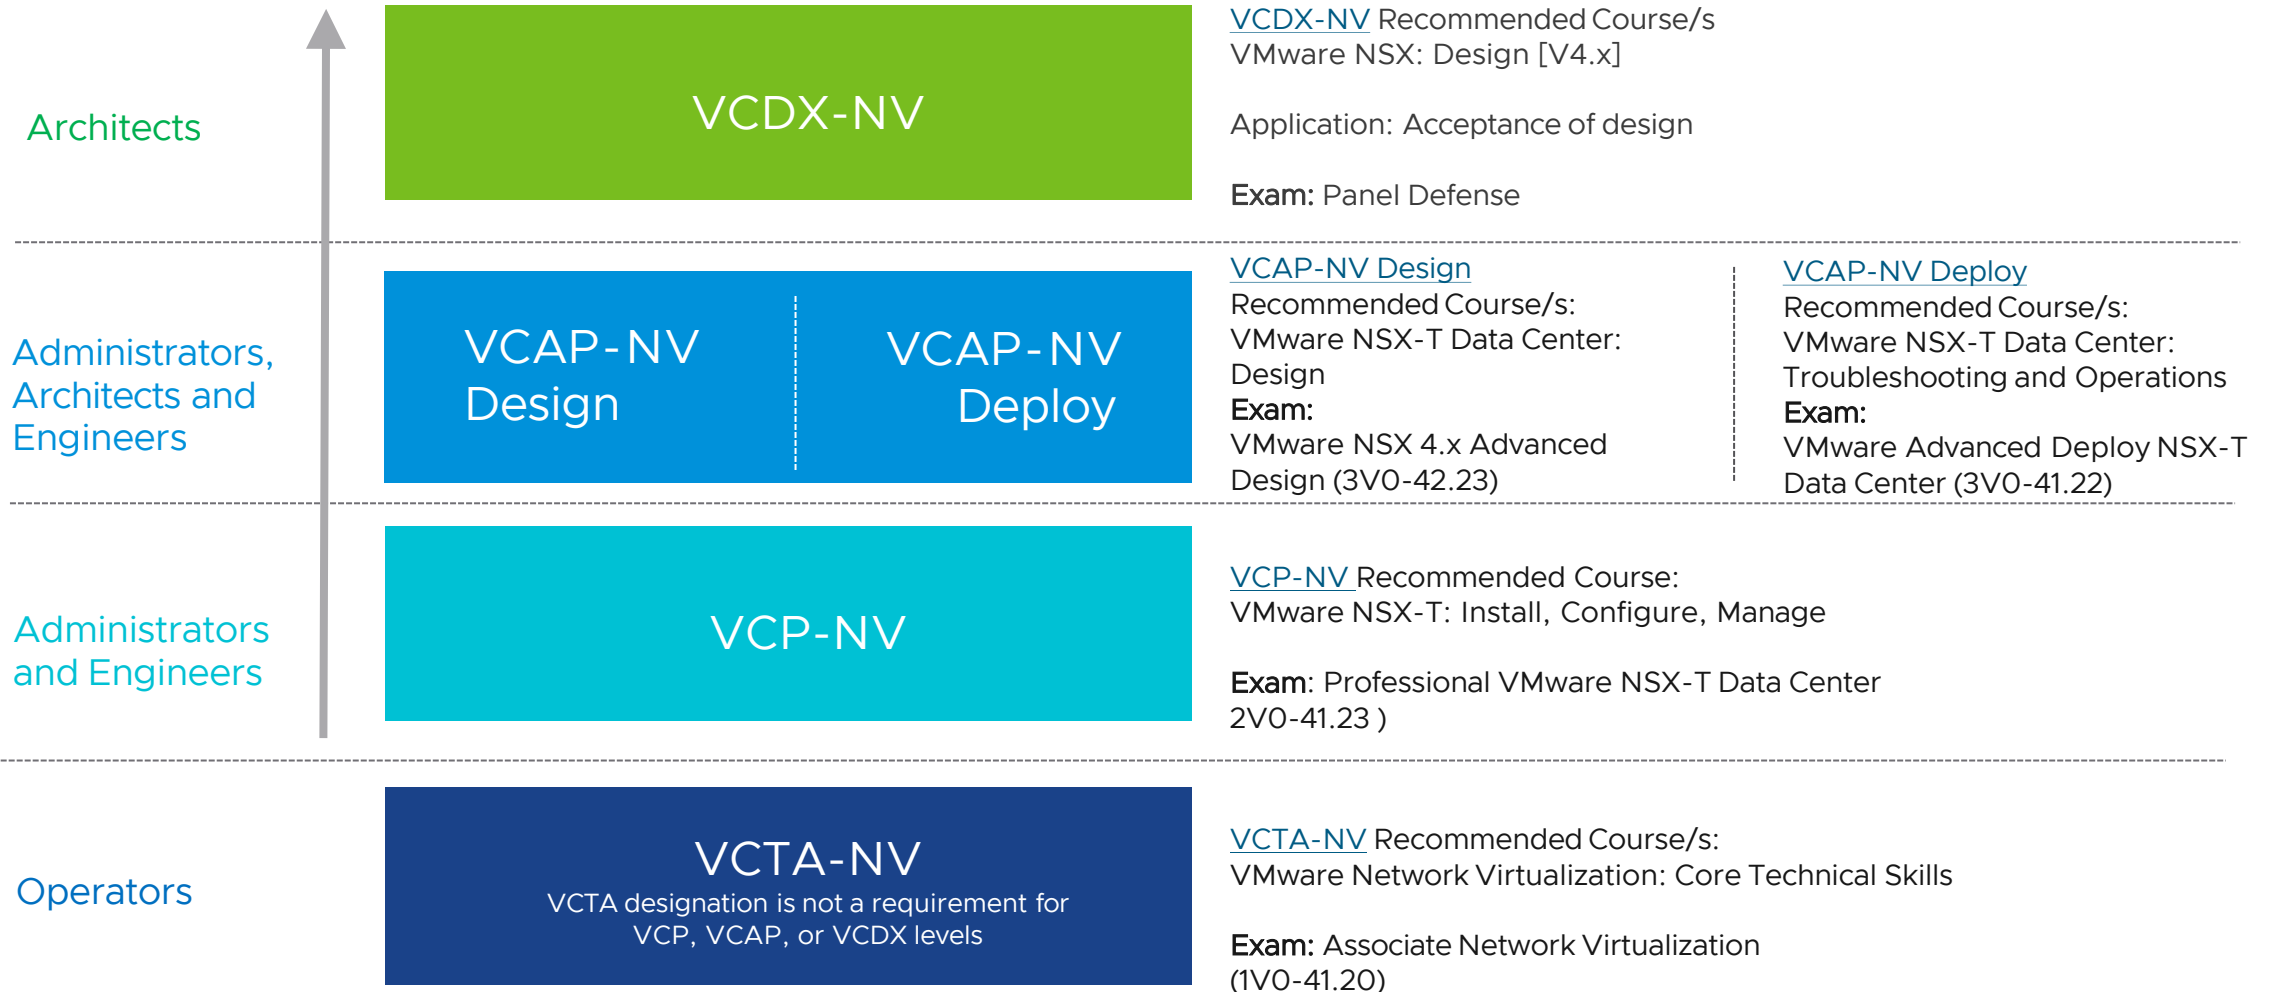 Architects
VCDX-NV
VCDX-NV Recommended Course/s
VMware NSX: Design [V4.x]
Application: Acceptance of design
Exam: Panel Defense
Administrators,
Architects and
Engineers
VCAP-NV
Design
VCAP-NV
Deploy
VCAP-NV Design
Recommended Course/s:
VMware NSX-T Data Center:
Design
Exam:
VMware NSX 4.x Advanced
Design (3V0-42.23)
VCAP-NV Deploy
Recommended Course/s:
VMware NSX-T Data Center:
Troubleshooting and Operations
Exam:
VMware Advanced Deploy NSX-T
Data Center (3V0-41.22)
Administrators
and Engineers
VCP-NV
VCP-NV Recommended Course:
VMware NSX-T: Install, Configure, Manage
Exam: Professional VMware NSX-T Data Center
2V0-41.23 )
Operators
VCTA-NV
VCTA designation is not a requirement for
VCP, VCAP, or VCDX levels
VCTA-NV Recommended Course/s:
VMware Network Virtualization: Core Technical Skills
Exam: Associate Network Virtualization
(1V0-41.20)